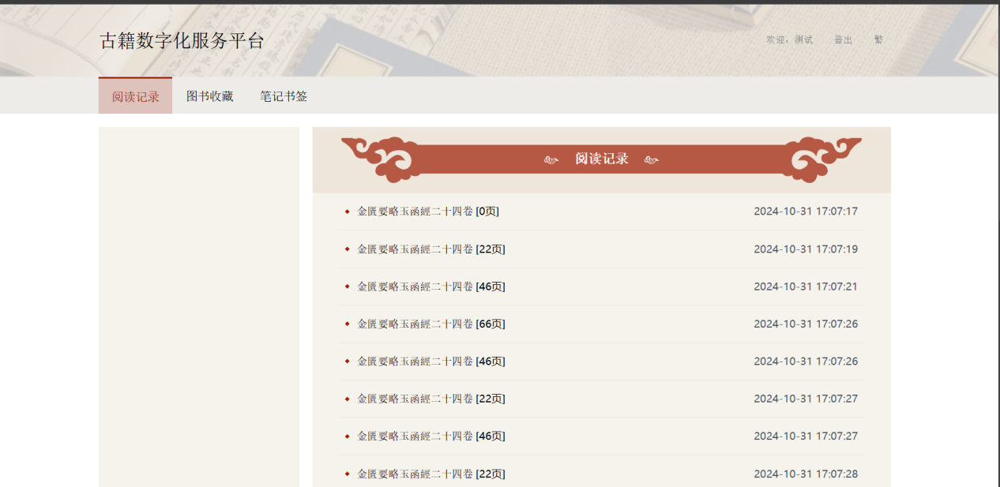 古籍数字化服务平台
欢迎：测试 登出 繁
阅读记录 图书收藏 笔记书签
阅读记录
金匱要略玉函經二十四卷 [0页] 2024-10-31 17:07:17
金匱要略玉函經二十四卷 [22页] 2024-10-31 17:07:19
金匱要略玉函經二十四卷 [46页] 2024-10-31 17:07:21
金匱要略玉函經二十四卷 [66页] 2024-10-31 17:07:26
金匱要略玉函經二十四卷 [46页] 2024-10-31 17:07:26
金匱要略玉函經二十四卷 [22页] 2024-10-31 17:07:27
金匱要略玉函經二十四卷 [46页] 2024-10-31 17:07:27
金匱要略玉函經二十四卷 [22页] 2024-10-31 17:07:28